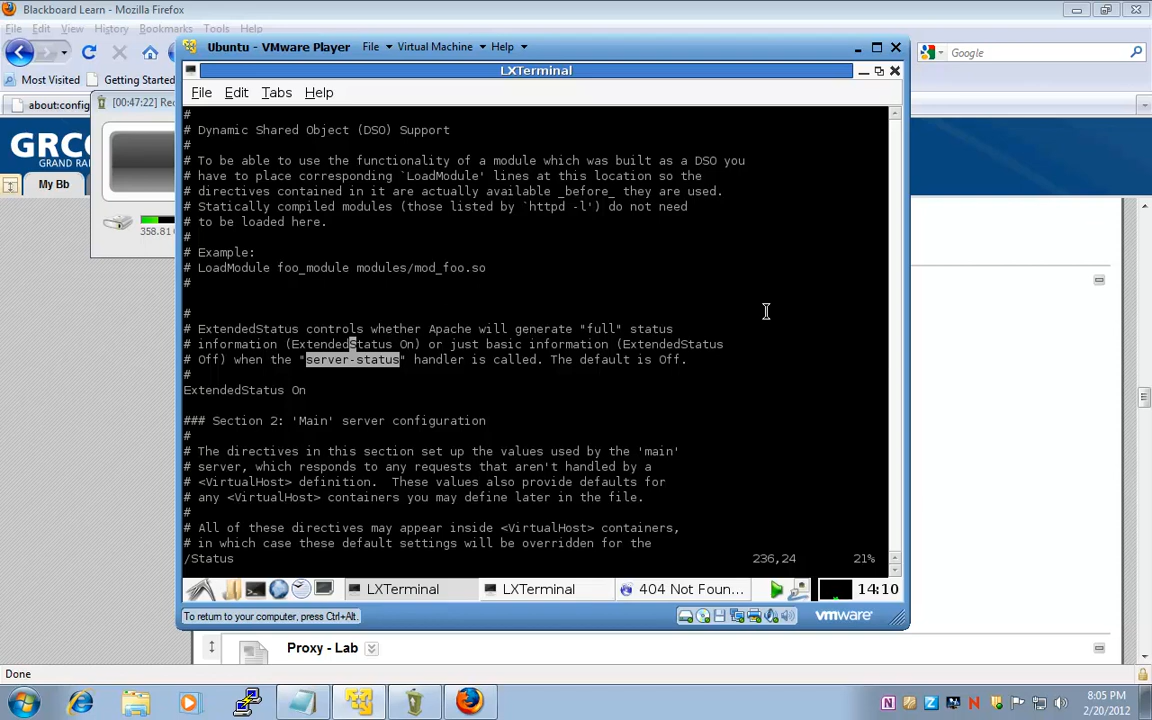 Blackboard Learn - Mozilla Firefox
File Edit View History Bookmarks Tools Help
Google
Most Visited Getting Started
about:config
[00:47:22] Rec
GRCC
GRAND RA
My Bb
358.81
Ubuntu - VMware Player File Virtual Machine Help
LXTerminal
File Edit Tabs Help
#
# Dynamic Shared Object (DSO) Support
#
# To be able to use the functionality of a module which was built as a DSO you
# have to place corresponding `LoadModule' lines at this location so the
# directives contained in it are actually available _before_ they are used.
# Statically compiled modules (those listed by `httpd -l') do not need
# to be loaded here.
#
# Example:
# LoadModule foo_module modules/mod_foo.so
#
#
# ExtendedStatus controls whether Apache will generate "full" status
# information (ExtendedStatus On) or just basic information (ExtendedStatus
# Off) when the "server-status" handler is called. The default is Off.
#
ExtendedStatus On
### Section 2: 'Main' server configuration
#
# The directives in this section set up the values used by the 'main'
# server, which responds to any requests that aren't handled by a
# <VirtualHost> definition.  These values also provide defaults for
# any <VirtualHost> containers you may define later in the file.
#
# All of these directives may appear inside <VirtualHost> containers,
# in which case these default settings will be overridden for the
/Status 236,24 21%
LXTerminal LXTerminal 404 Not Foun... 14:10
To return to your computer, press Ctrl+Alt.
vmware
Proxy - Lab
Done
8:05 PM
2/20/2012